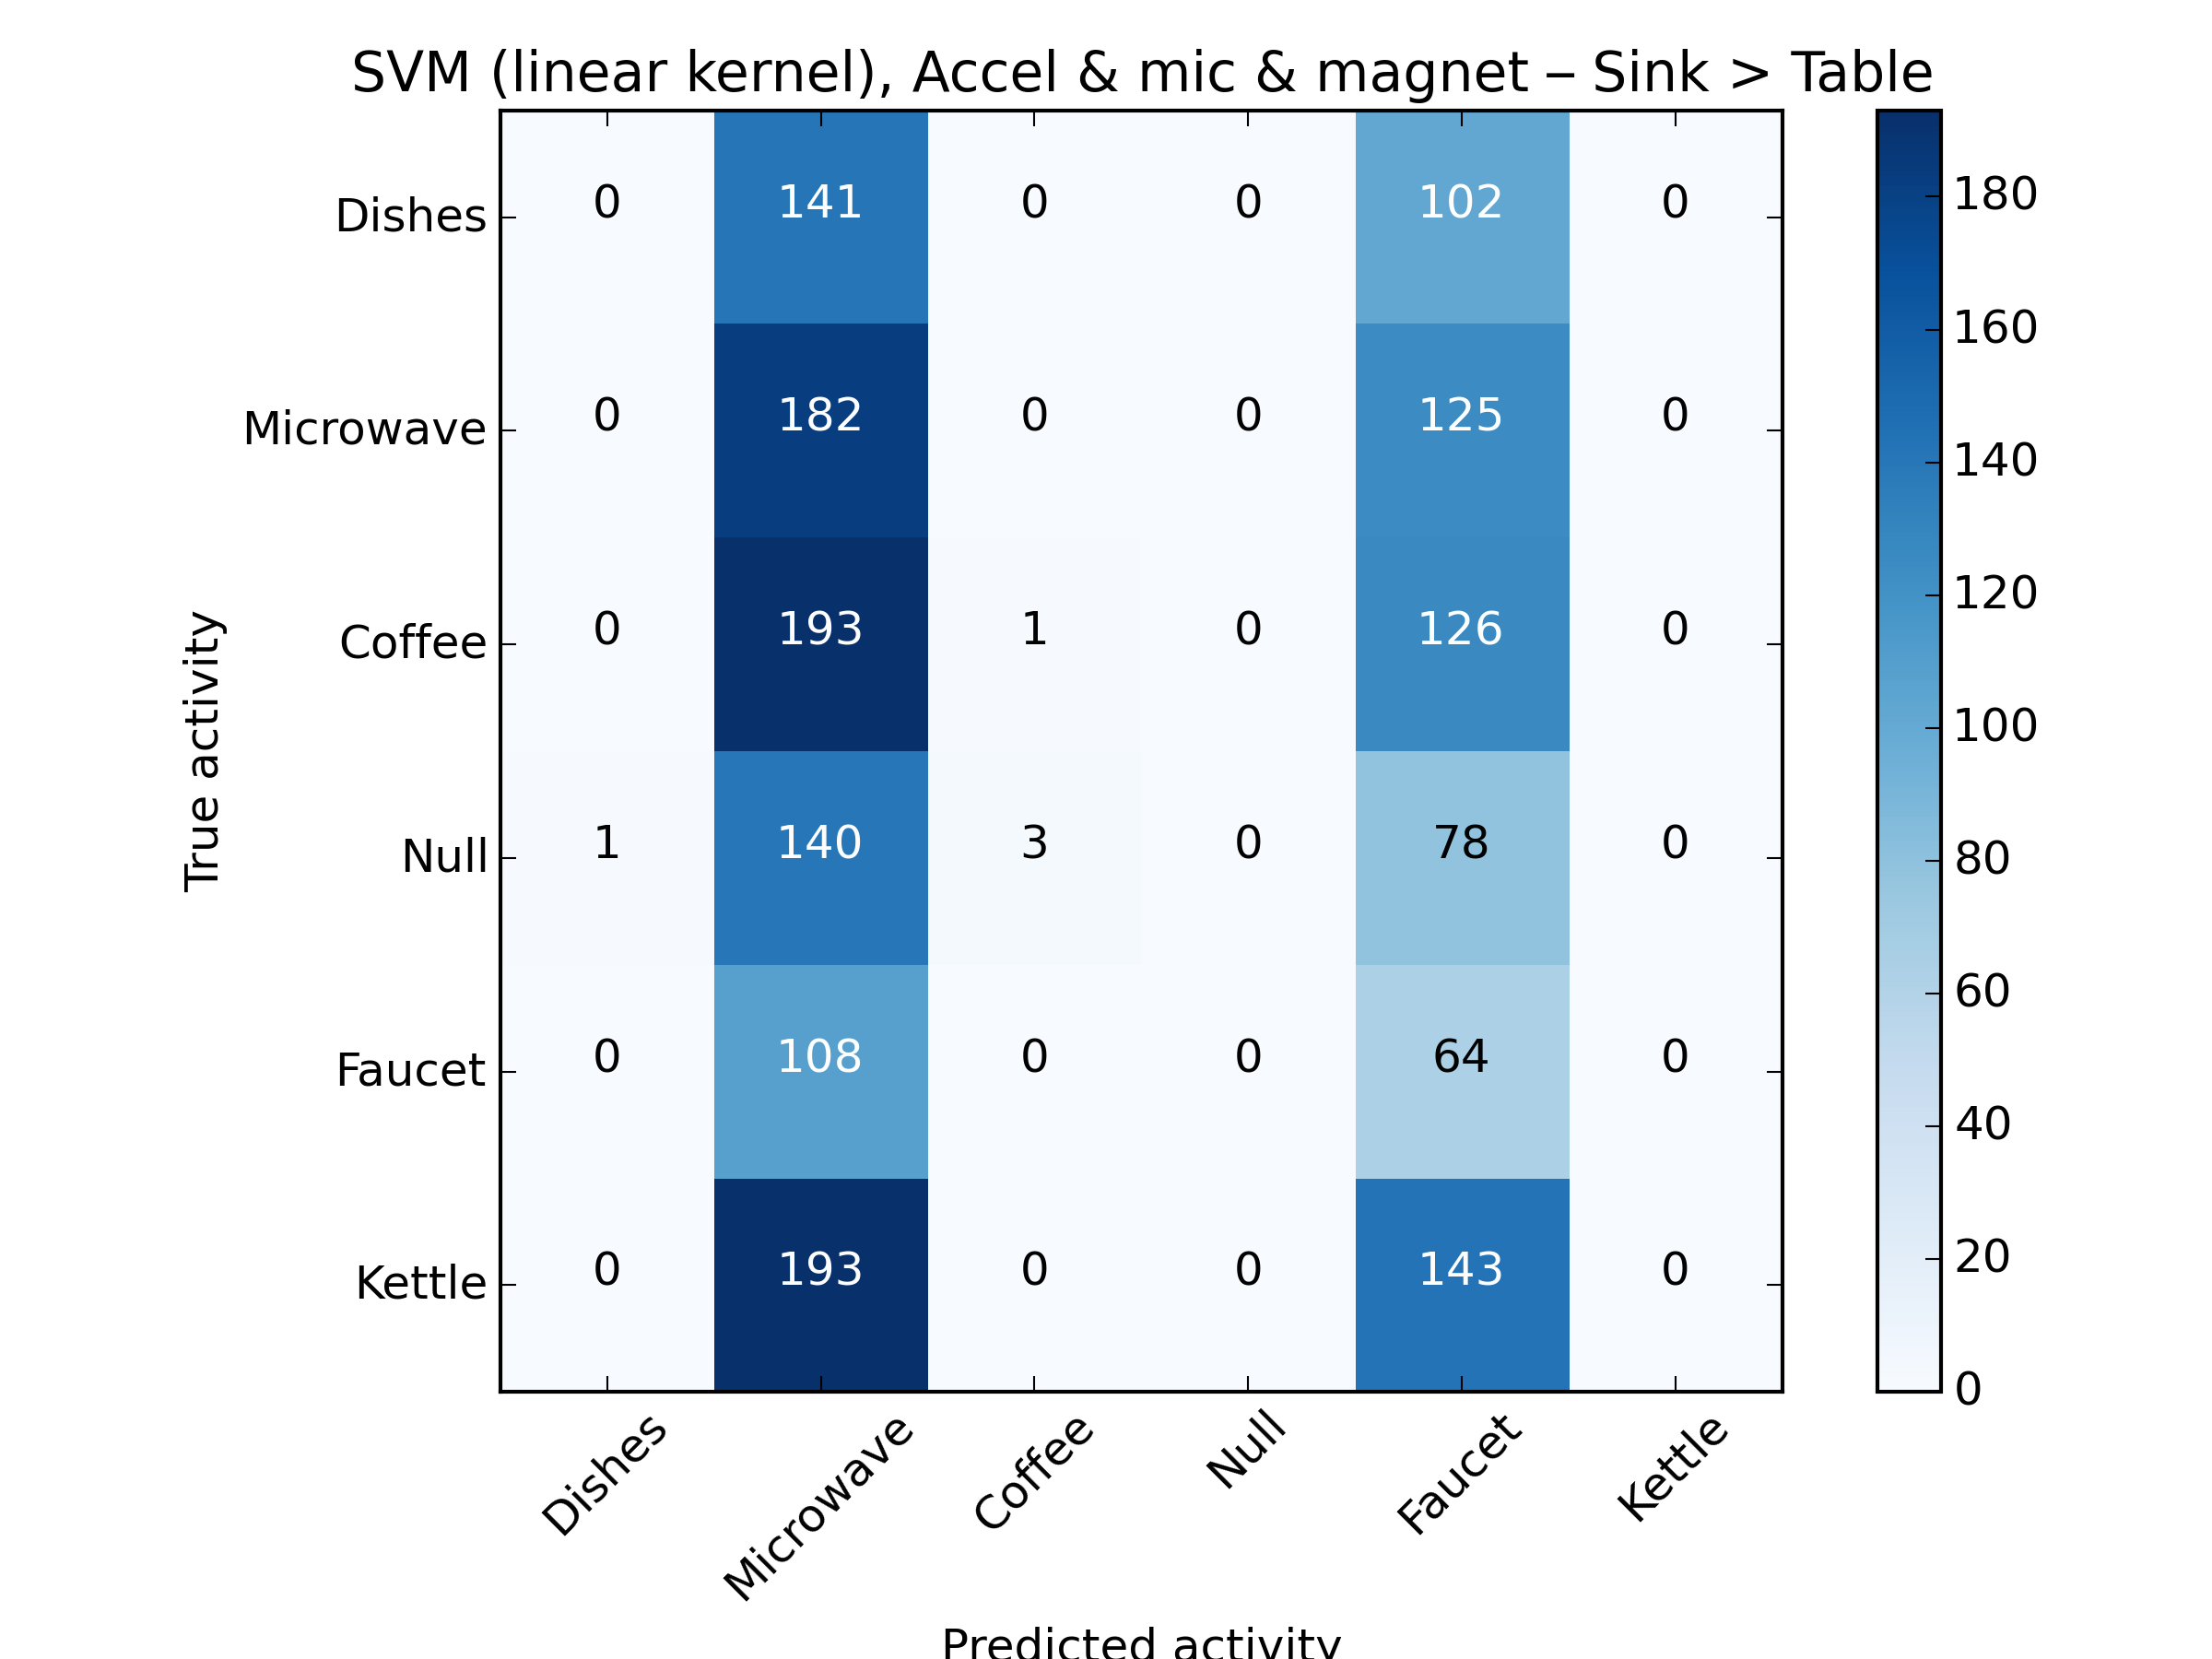 SVM (linear kernel), Accel & mic & magnet – Sink > Table
Dishes 0 141 0 0 102 0
Microwave 0 182 0 0 125 0
Coffee 0 193 1 0 126 0
Null 1 140 3 0 78 0
Faucet 0 108 0 0 64 0
Kettle 0 193 0 0 143 0
True activity
Dishes Microwave Coffee Null Faucet Kettle
Predicted activity
180
160
140
120
100
80
60
40
20
0